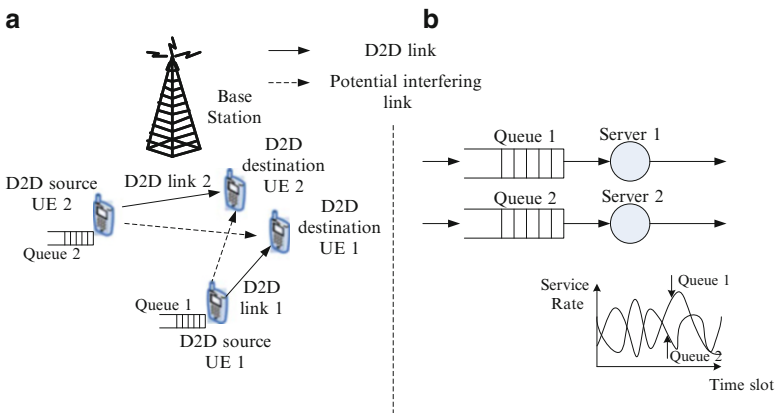 a
D2D link
Potential interfering
link
Base
Station
D2D
destination
UE 2
D2D source
UE 2
D2D link 2
D2D
destination
UE 1
Queue 2
Queue 1
D2D
link 1
D2D source
UE 1
b
Queue 1
Server 1
Queue 2
Server 2
Service
Rate
Queue 1
Queue 2
Time slot